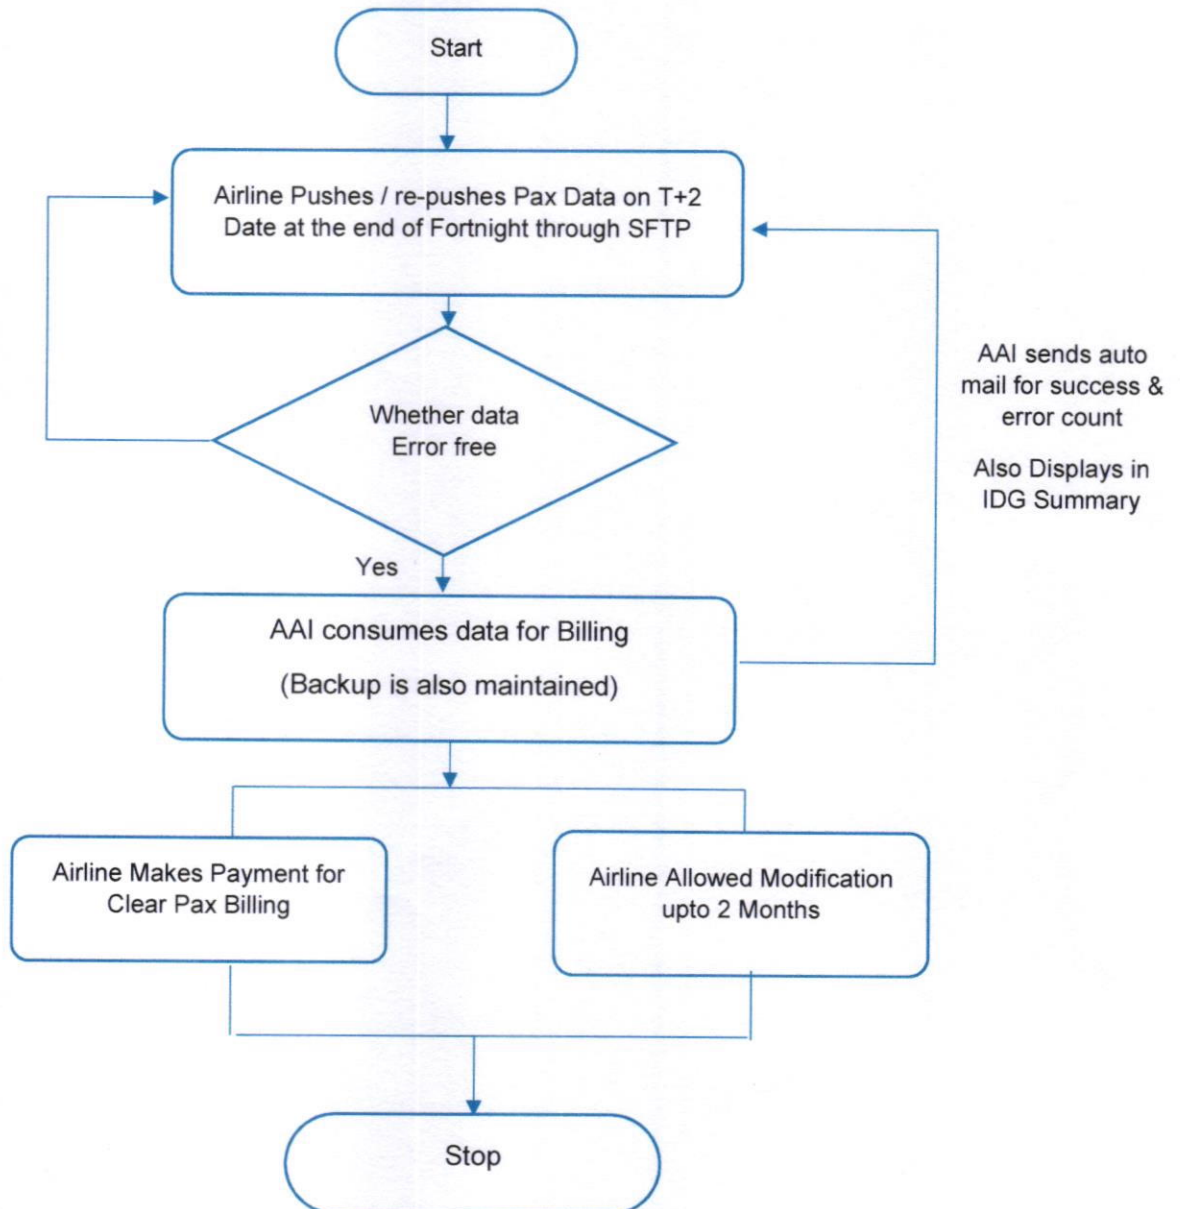 Start
Airline Pushes / re-pushes Pax Data on T+2
Date at the end of Fortnight through SFTP
AAI sends auto
mail for success &
error count
Also Displays in
IDG Summary
Whether data
Error free
Yes
AAI consumes data for Billing
(Backup is also maintained)
Airline Makes Payment for
Clear Pax Billing
Airline Allowed Modification
upto 2 Months
Stop